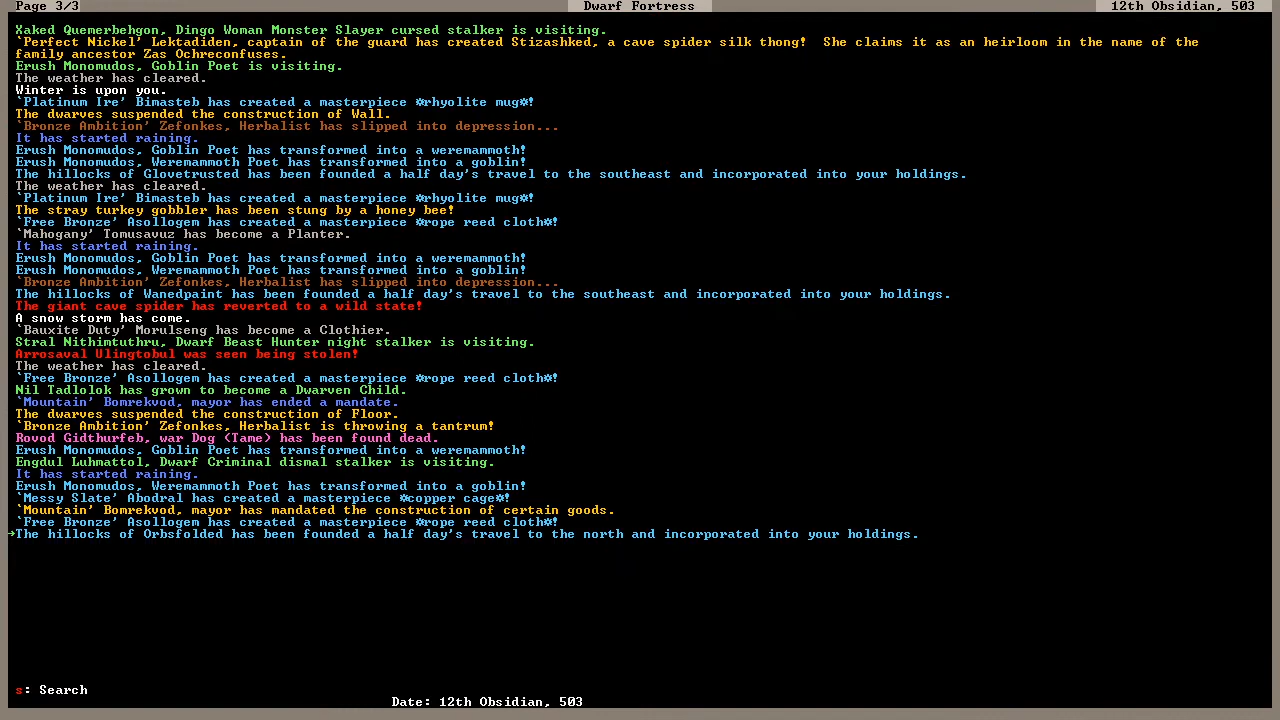 Page 3/3 Dwarf Fortress 12th Obsidian, 503
Xaked Quemerbehgon, Dingo Woman Monster Slayer cursed stalker is visiting.
`Perfect Nickel' Lektadiden, captain of the guard has created Stizashked, a cave spider silk thong!  She claims it as an heirloom in the name of the
family ancestor Zas Ochreconfuses.
Erush Monomudos, Goblin Poet is visiting.
The weather has cleared.
Winter is upon you.
`Platinum Ire' Bimasteb has created a masterpiece ☼rhyolite mug☼!
The dwarves suspended the construction of Wall.
`Bronze Ambition' Zefonkes, Herbalist has slipped into depression...
It has started raining.
Erush Monomudos, Goblin Poet has transformed into a weremammoth!
Erush Monomudos, Weremammoth Poet has transformed into a goblin!
The hillocks of Glovetrusted has been founded a half day's travel to the southeast and incorporated into your holdings.
The weather has cleared.
`Platinum Ire' Bimasteb has created a masterpiece ☼rhyolite mug☼!
The stray turkey gobbler has been stung by a honey bee!
`Free Bronze' Asollogem has created a masterpiece ☼rope reed cloth☼!
`Mahogany' Tomusavuz has become a Planter.
It has started raining.
Erush Monomudos, Goblin Poet has transformed into a weremammoth!
Erush Monomudos, Weremammoth Poet has transformed into a goblin!
`Bronze Ambition' Zefonkes, Herbalist has slipped into depression...
The hillocks of Wanedpaint has been founded a half day's travel to the southeast and incorporated into your holdings.
The giant cave spider has reverted to a wild state!
A snow storm has come.
`Bauxite Duty' Morulseng has become a Clothier.
Stral Nithimtuthru, Dwarf Beast Hunter night stalker is visiting.
Arrosaval Ulingtobul was seen being stolen!
The weather has cleared.
`Free Bronze' Asollogem has created a masterpiece ☼rope reed cloth☼!
Nil Tadlolok has grown to become a Dwarven Child.
`Mountain' Bomrekvod, mayor has ended a mandate.
The dwarves suspended the construction of Floor.
`Bronze Ambition' Zefonkes, Herbalist is throwing a tantrum!
Rovod Gidthurfeb, war Dog (Tame) has been found dead.
Erush Monomudos, Goblin Poet has transformed into a weremammoth!
Engdul Luhmattol, Dwarf Criminal dismal stalker is visiting.
It has started raining.
Erush Monomudos, Weremammoth Poet has transformed into a goblin!
`Messy Slate' Abodral has created a masterpiece ☼copper cage☼!
`Mountain' Bomrekvod, mayor has mandated the construction of certain goods.
`Free Bronze' Asollogem has created a masterpiece ☼rope reed cloth☼!
→The hillocks of Orbsfolded has been founded a half day's travel to the north and incorporated into your holdings.
s: Search
Date: 12th Obsidian, 503